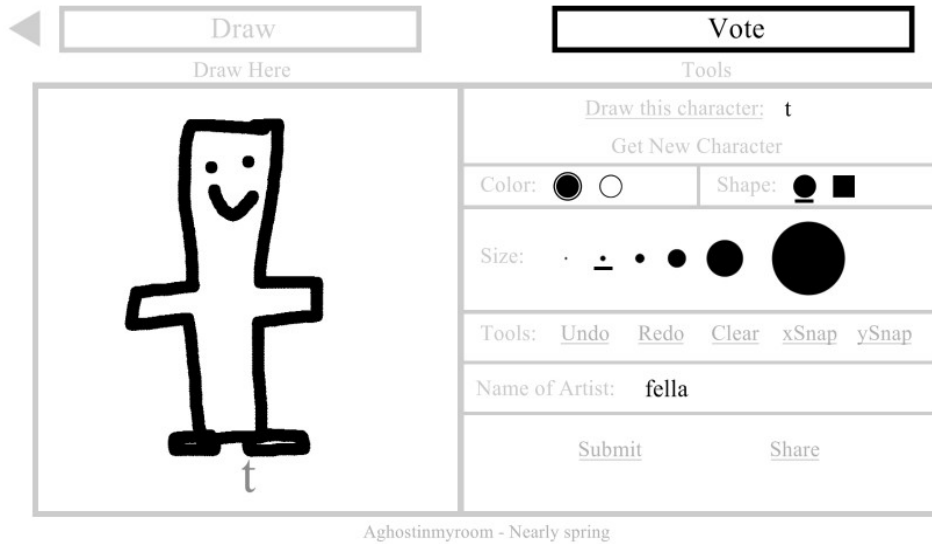 Draw Vote
Draw Here Tools
Draw this character: t
Get New Character
Color: Shape:
Size:
Tools: Undo Redo Clear xSnap ySnap
Name of Artist: fella
Submit Share
t
Aghostinmyroom - Nearly spring